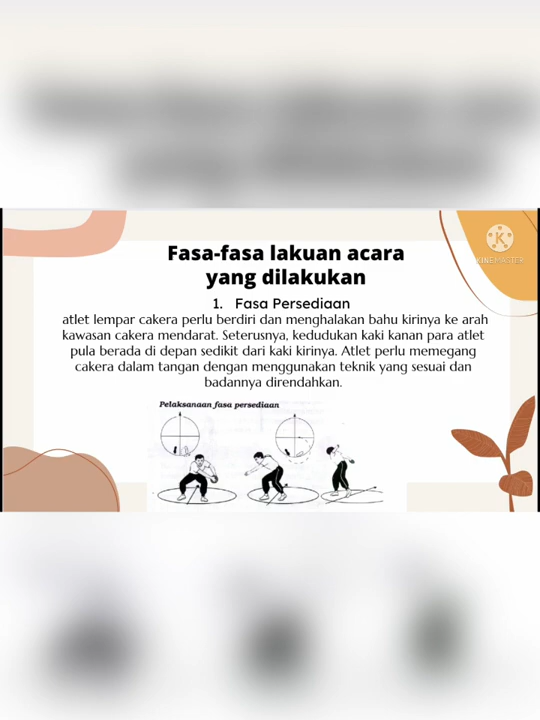 Fasa-fasa lakuan acara
yang dilakukan
1. Fasa Persediaan
atlet lempar cakera perlu berdiri dan menghalakan bahu kirinya ke arah
kawasan cakera mendarat. Seterusnya, kedudukan kaki kanan para atlet
pula berada di depan sedikit dari kaki kirinya. Atlet perlu memegang
cakera dalam tangan dengan menggunakan teknik yang sesuai dan
badannya direndahkan.
Pelaksanaan fasa persediaan
K
KINEMASTER